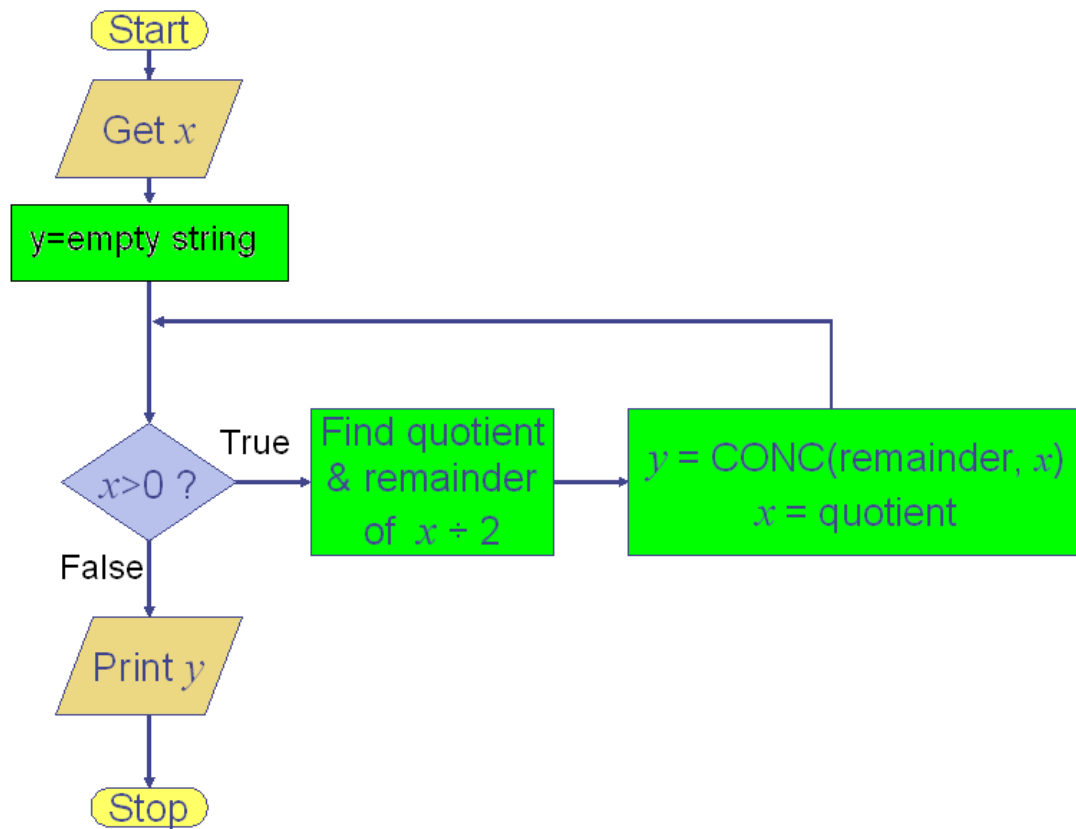 Start
Get x
y=empty string
x>0 ?
True
Find quotient
& remainder
of x ÷ 2
y = CONC(remainder, x)
x = quotient
False
Print y
Stop